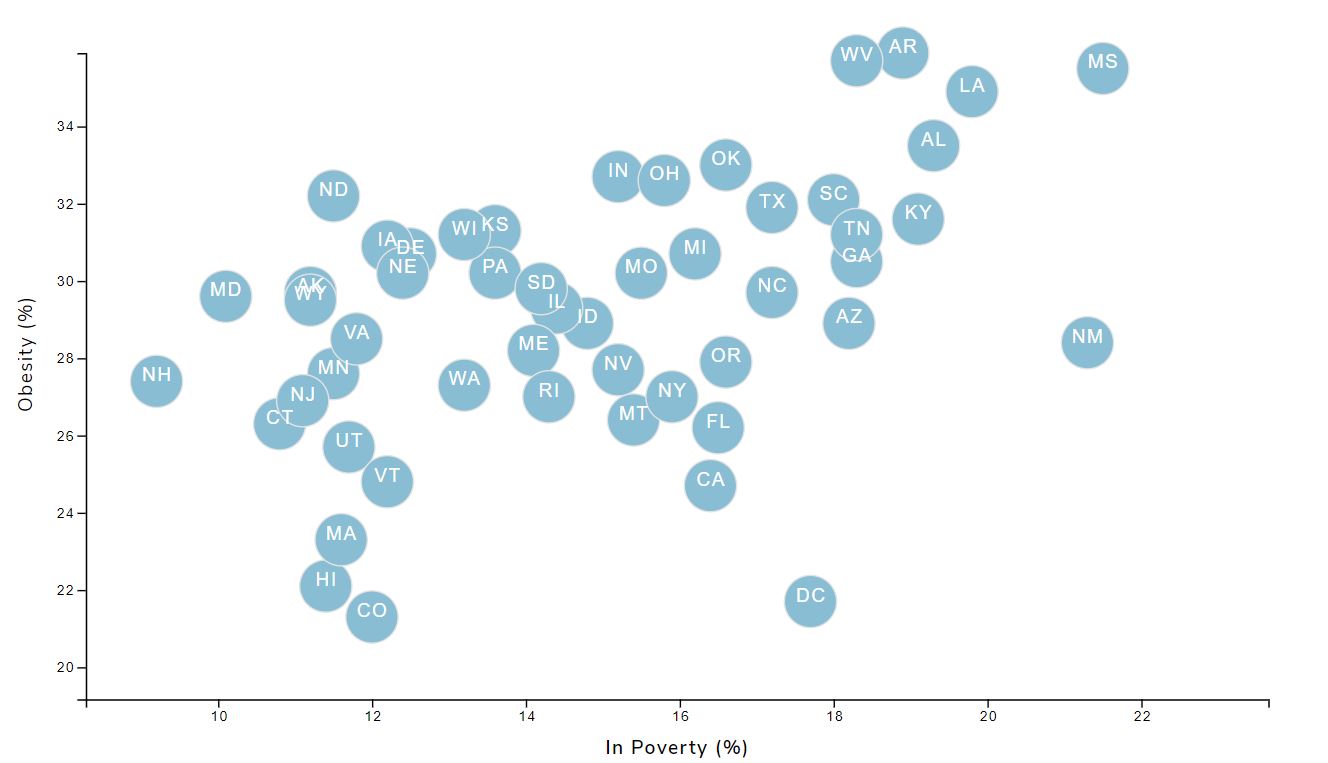 WV AR MS
LA
34
AL
OK
IN OH
ND
32
SC
TX
KY
WI KS
TN
IA DE
MI
GA
NE PA MO
30
MD AK
WY
SD
NC
IL
ID AZ
VA
NM
ME
28
OR
NV
MN
NH WA
NJ RI NY
CT MT
FL
26
UT
VT
CA
24
MA
HI
22
DC
CO
20
Obesity (%)
10 12 14 16 18 20 22
In Poverty (%)